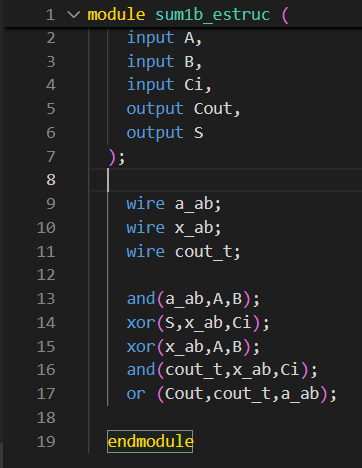 1 module sum1b_estruc (
2 input A,
3 input B,
4 input Ci,
5 output Cout,
6 output S
7 );
8
9 wire a_ab;
10 wire x_ab;
11 wire cout_t;
12
13 and(a_ab,A,B);
14 xor(S,x_ab,Ci);
15 xor(x_ab,A,B);
16 and(cout_t,x_ab,Ci);
17 or (Cout,cout_t,a_ab);
18
19 endmodule